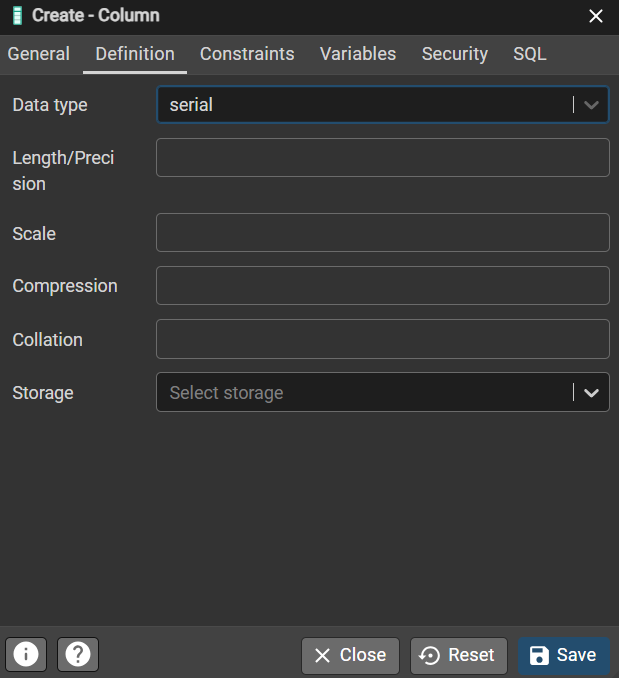 Create - Column
General Definition Constraints Variables Security SQL
Data type serial
Length/Preci
sion
Scale
Compression
Collation
Storage Select storage
Close Reset Save